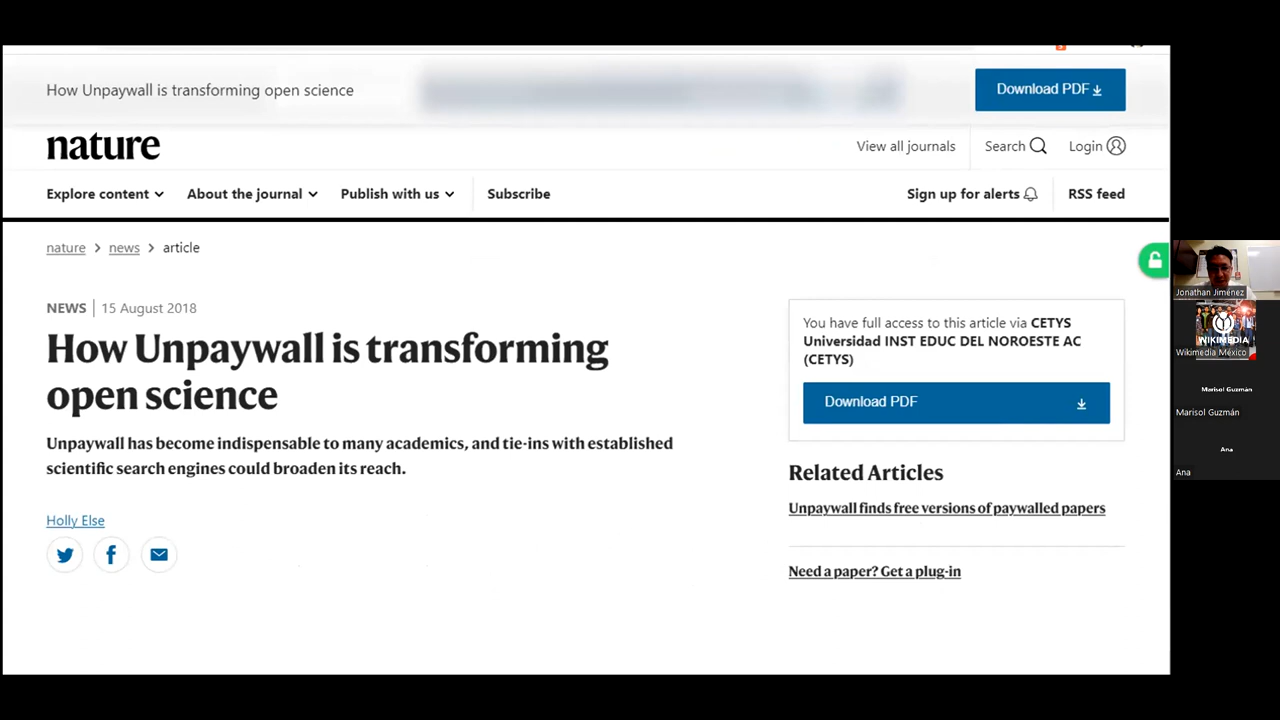 How Unpaywall is transforming open science
Download PDF
nature
View all journals
Search
Login
Explore content
About the journal
Publish with us
Subscribe
Sign up for alerts
RSS feed
nature > news > article
NEWS | 15 August 2018
How Unpaywall is transforming
open science
Unpaywall has become indispensable to many academics, and tie-ins with established
scientific search engines could broaden its reach.
Holly Else
You have full access to this article via CETYS
Universidad INST EDUC DEL NOROESTE AC
(CETYS)
Download PDF
Related Articles
Unpaywall finds free versions of paywalled papers
Need a paper? Get a plug-in
Jonathan Jiménez
WIKIMEDIA
Wikimedia México
Marisol Guzmán
Marisol Guzmán
Ana
Ana